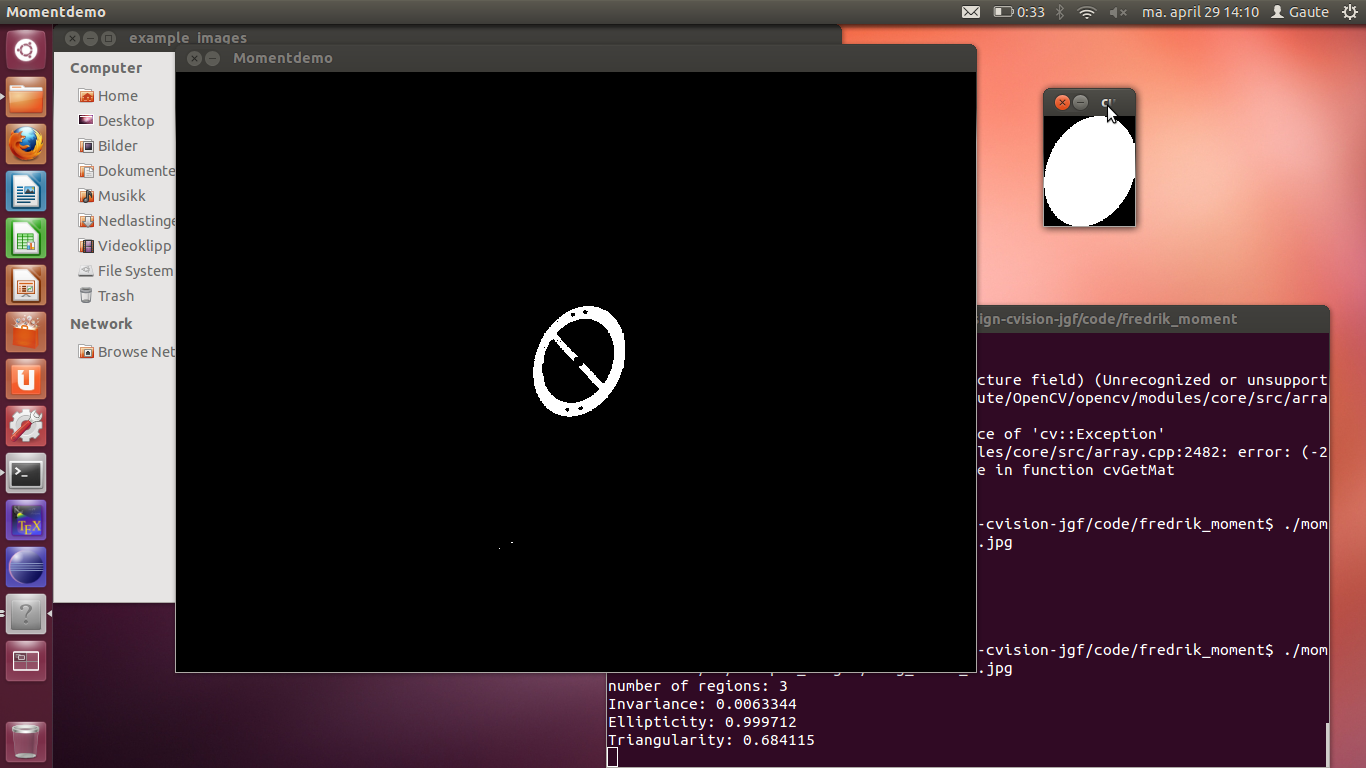 Momentdemo
0:33
ma. april 29 14:10
Gaute
example_images
Computer
Home
Desktop
Bilder
Dokumente
Musikk
Nedlastinge
Videoklipp
File System
Trash
Network
Browse Net
Momentdemo
sign-cvision-jgf/code/fredrik_moment
cture field) (Unrecognized or unsupport
ute/OpenCV/opencv/modules/core/src/arra
ce of 'cv::Exception'
les/core/src/array.cpp:2482: error: (-2
e in function cvGetMat
-cvision-jgf/code/fredrik_moment$ ./mom
.jpg
-cvision-jgf/code/fredrik_moment$ ./mom
.jpg
number of regions: 3
Invariance: 0.0063344
Ellipticity: 0.999712
Triangularity: 0.684115
TEX